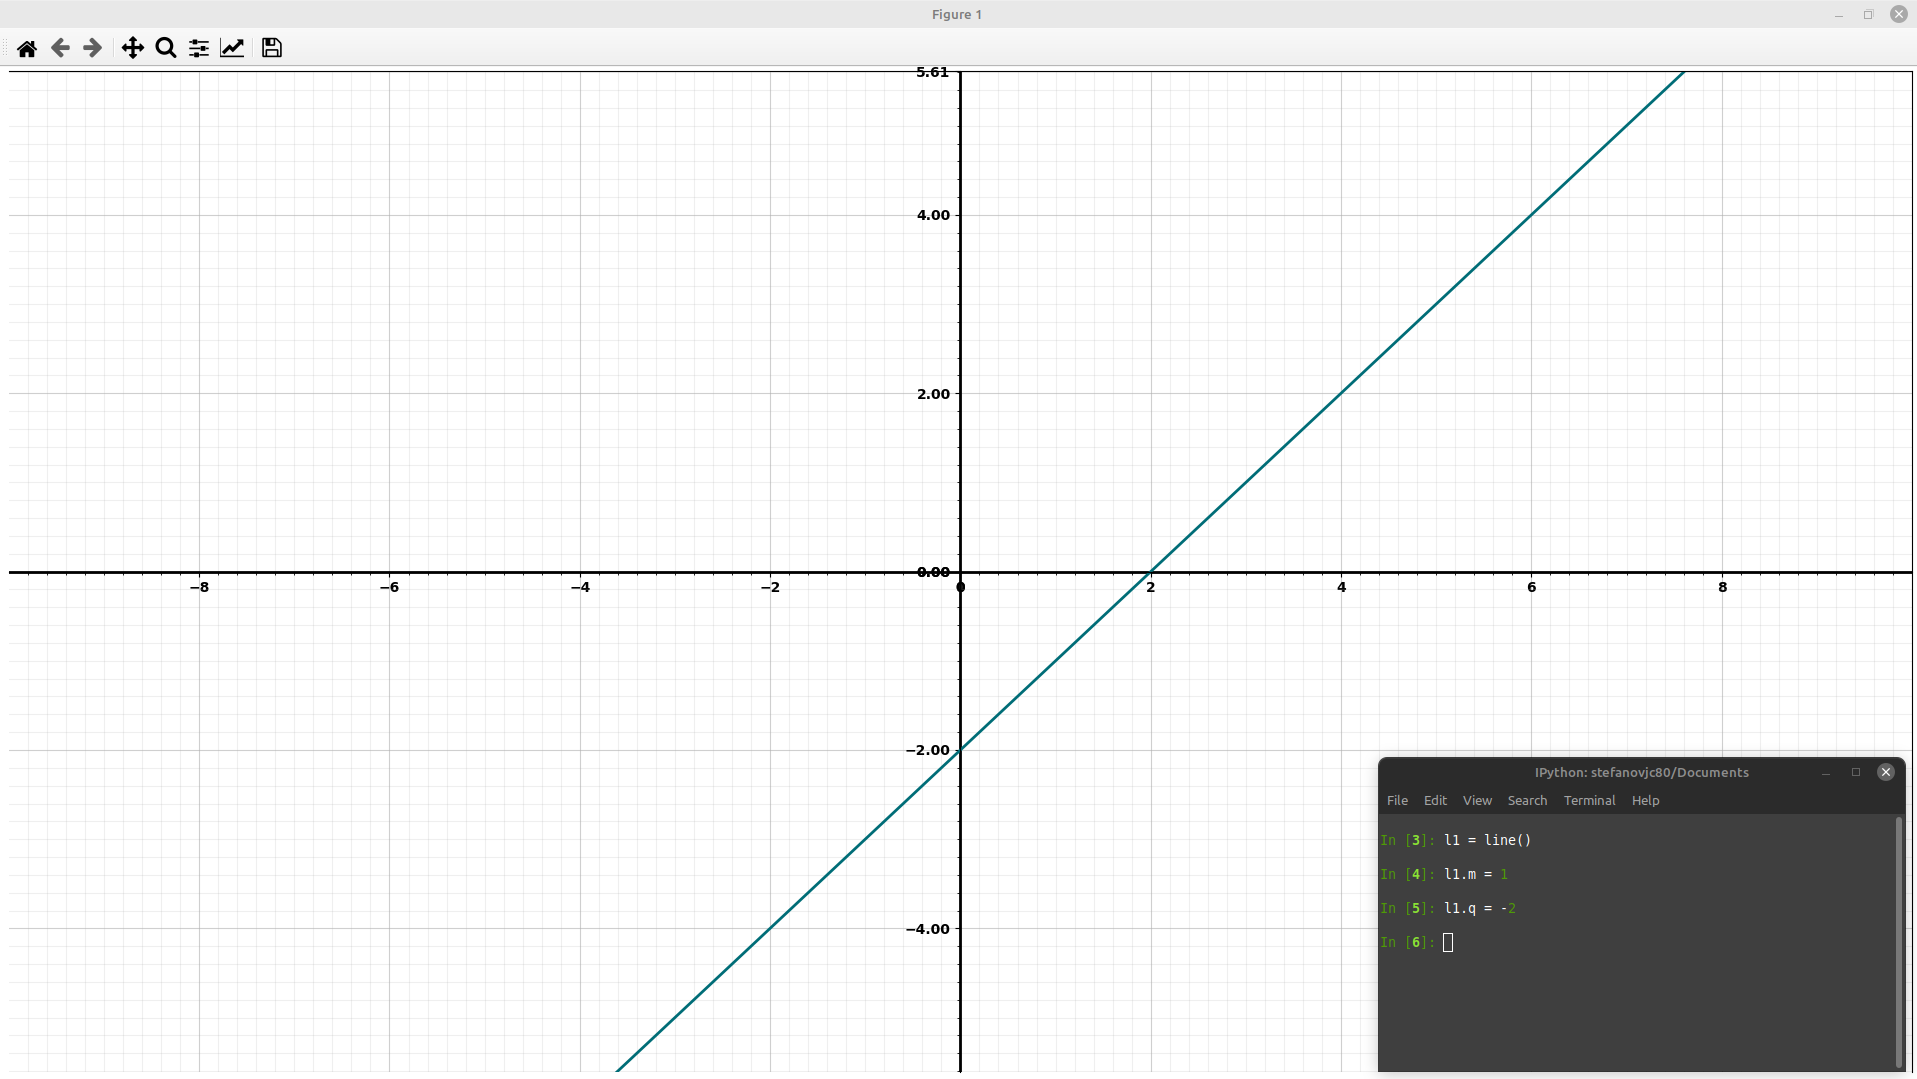 Figure 1
5.61
4.00
2.00
0.00
−8 −6 −4 −2 0 2 4 6 8
−2.00
−4.00
IPython: stefanovjc80/Documents
File Edit View Search Terminal Help
In [3]: l1 = line()
In [4]: l1.m = 1
In [5]: l1.q = -2
In [6]: